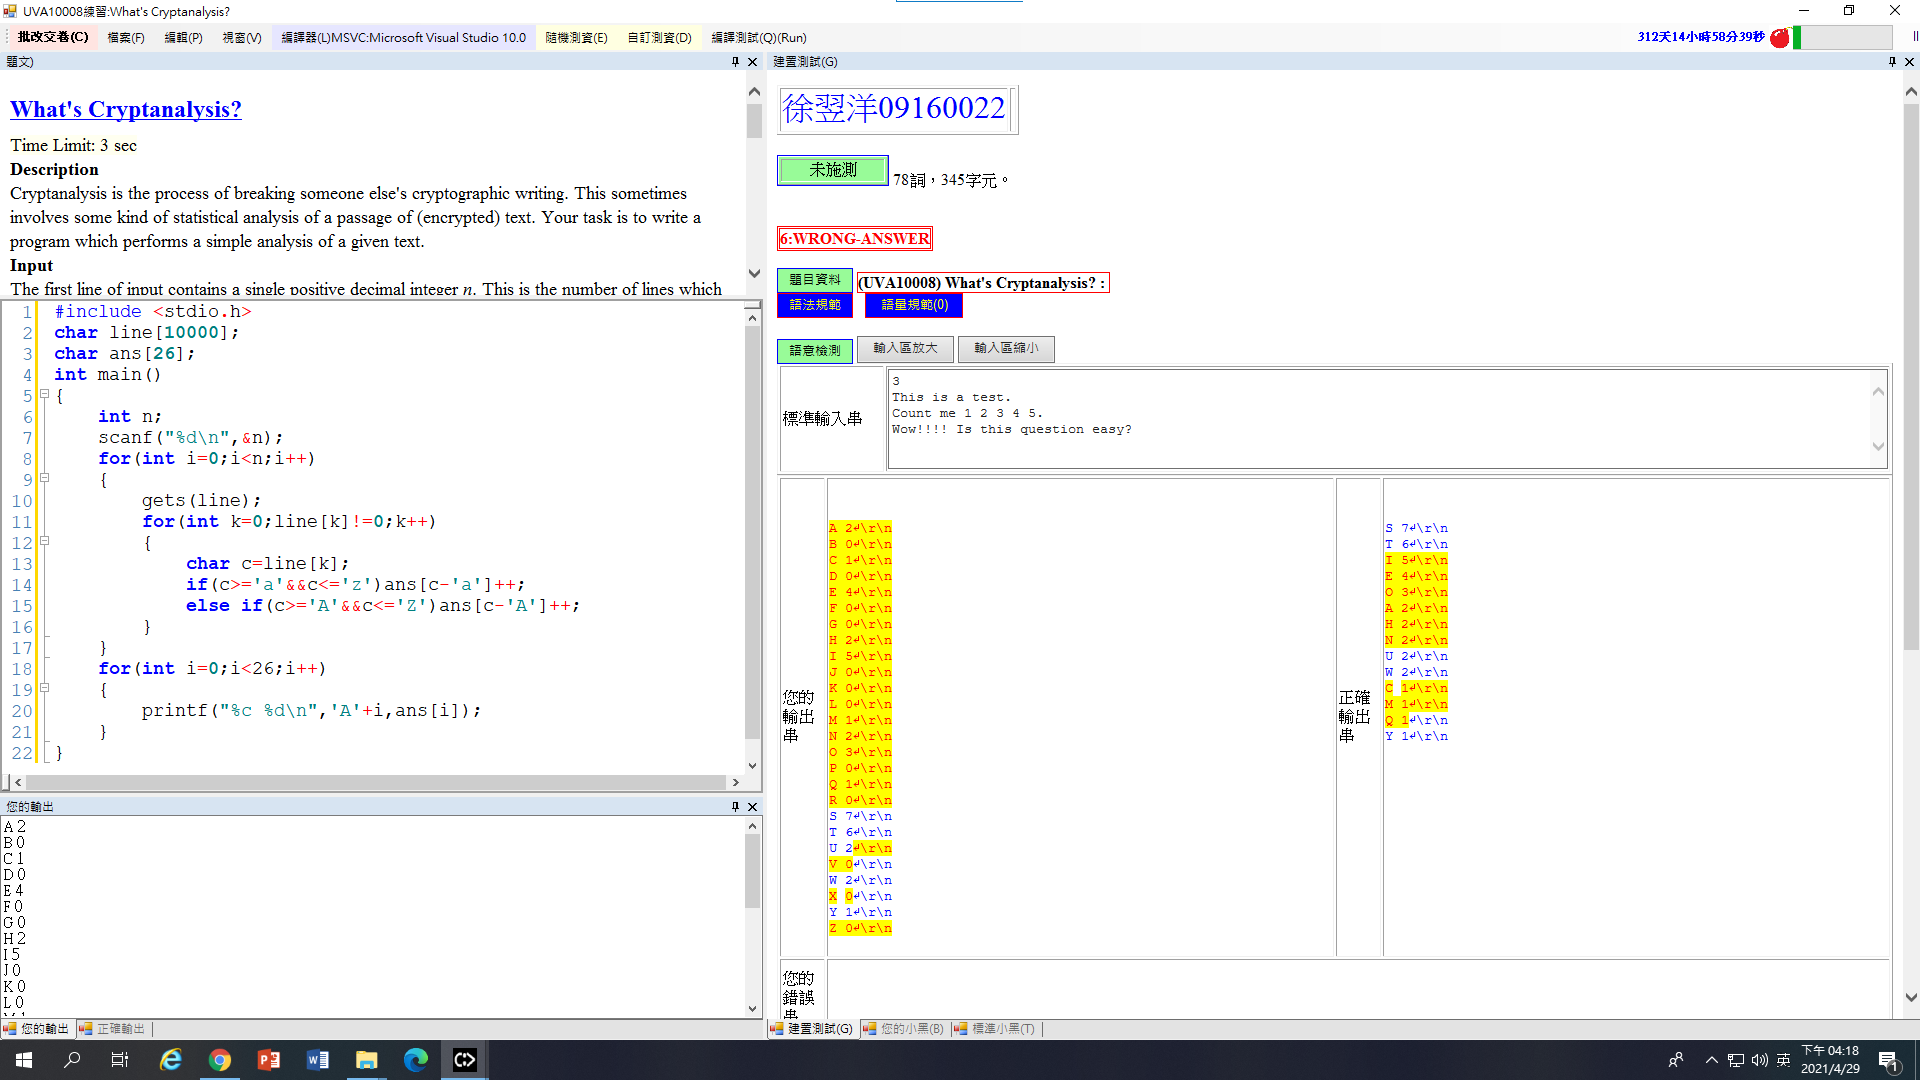 UVA10008練習:What's Cryptanalysis?
批改交卷(C) 檔案(F) 編輯(P) 視窗(V) 編譯器(L)MSVC:Microsoft Visual Studio 10.0 隨機測資(E) 自訂測資(D) 編譯測試(Q)(Run) 312天14小時58分39秒
題文)
What's Cryptanalysis?
Time Limit: 3 sec
Description
Cryptanalysis is the process of breaking someone else's cryptographic writing. This sometimes
involves some kind of statistical analysis of a passage of (encrypted) text. Your task is to write a
program which performs a simple analysis of a given text.
Input
The first line of input contains a single positive decimal integer n. This is the number of lines which
1 #include <stdio.h>
2 char line[10000];
3 char ans[26];
4 int main()
5 {
6 int n;
7 scanf("%d\n",&n);
8 for(int i=0;i<n;i++)
9 {
10 gets(line);
11 for(int k=0;line[k]!=0;k++)
12 {
13 char c=line[k];
14 if(c>='a'&&c<='z')ans[c-'a']++;
15 else if(c>='A'&&c<='Z')ans[c-'A']++;
16 }
17 }
18 for(int i=0;i<26;i++)
19 {
20 printf("%c %d\n",'A'+i,ans[i]);
21 }
22 }
您的輸出
A 2
B 0
C 1
D 0
E 4
F 0
G 0
H 2
I 5
J 0
K 0
L 0
您的輸出 正確輸出
建置測試(G)
徐翌洋09160022
未施測 78詞，345字元。
6:WRONG-ANSWER
題目資料 (UVA10008) What's Cryptanalysis? :
語法規範 語量規範(0)
語意檢測 輸入區放大 輸入區縮小
標準輸入串
3
This is a test.
Count me 1 2 3 4 5.
Wow!!!! Is this question easy?
您的
輸出
串
A 2↲\r\n
B 0↲\r\n
C 1↲\r\n
D 0↲\r\n
E 4↲\r\n
F 0↲\r\n
G 0↲\r\n
H 2↲\r\n
I 5↲\r\n
J 0↲\r\n
K 0↲\r\n
L 0↲\r\n
M 1↲\r\n
N 2↲\r\n
O 3↲\r\n
P 0↲\r\n
Q 1↲\r\n
R 0↲\r\n
S 7↲\r\n
T 6↲\r\n
U 2↲\r\n
V 0↲\r\n
W 2↲\r\n
X 0↲\r\n
Y 1↲\r\n
Z 0↲\r\n
正確
輸出
串
S 7↲\r\n
T 6↲\r\n
I 5↲\r\n
E 4↲\r\n
O 3↲\r\n
A 2↲\r\n
H 2↲\r\n
N 2↲\r\n
U 2↲\r\n
W 2↲\r\n
C 1↲\r\n
M 1↲\r\n
Q 1↲\r\n
Y 1↲\r\n
您的
錯誤
串
建置測試(G) 您的小黑(B) 標準小黑(T)
英
下午 04:18
2021/4/29
1